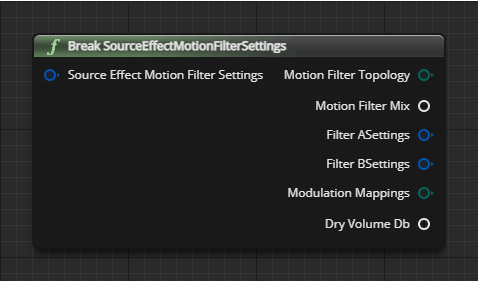 f Break SourceEffectMotionFilterSettings
Source Effect Motion Filter Settings Motion Filter Topology
Motion Filter Mix
Filter ASettings
Filter BSettings
Modulation Mappings
Dry Volume Db